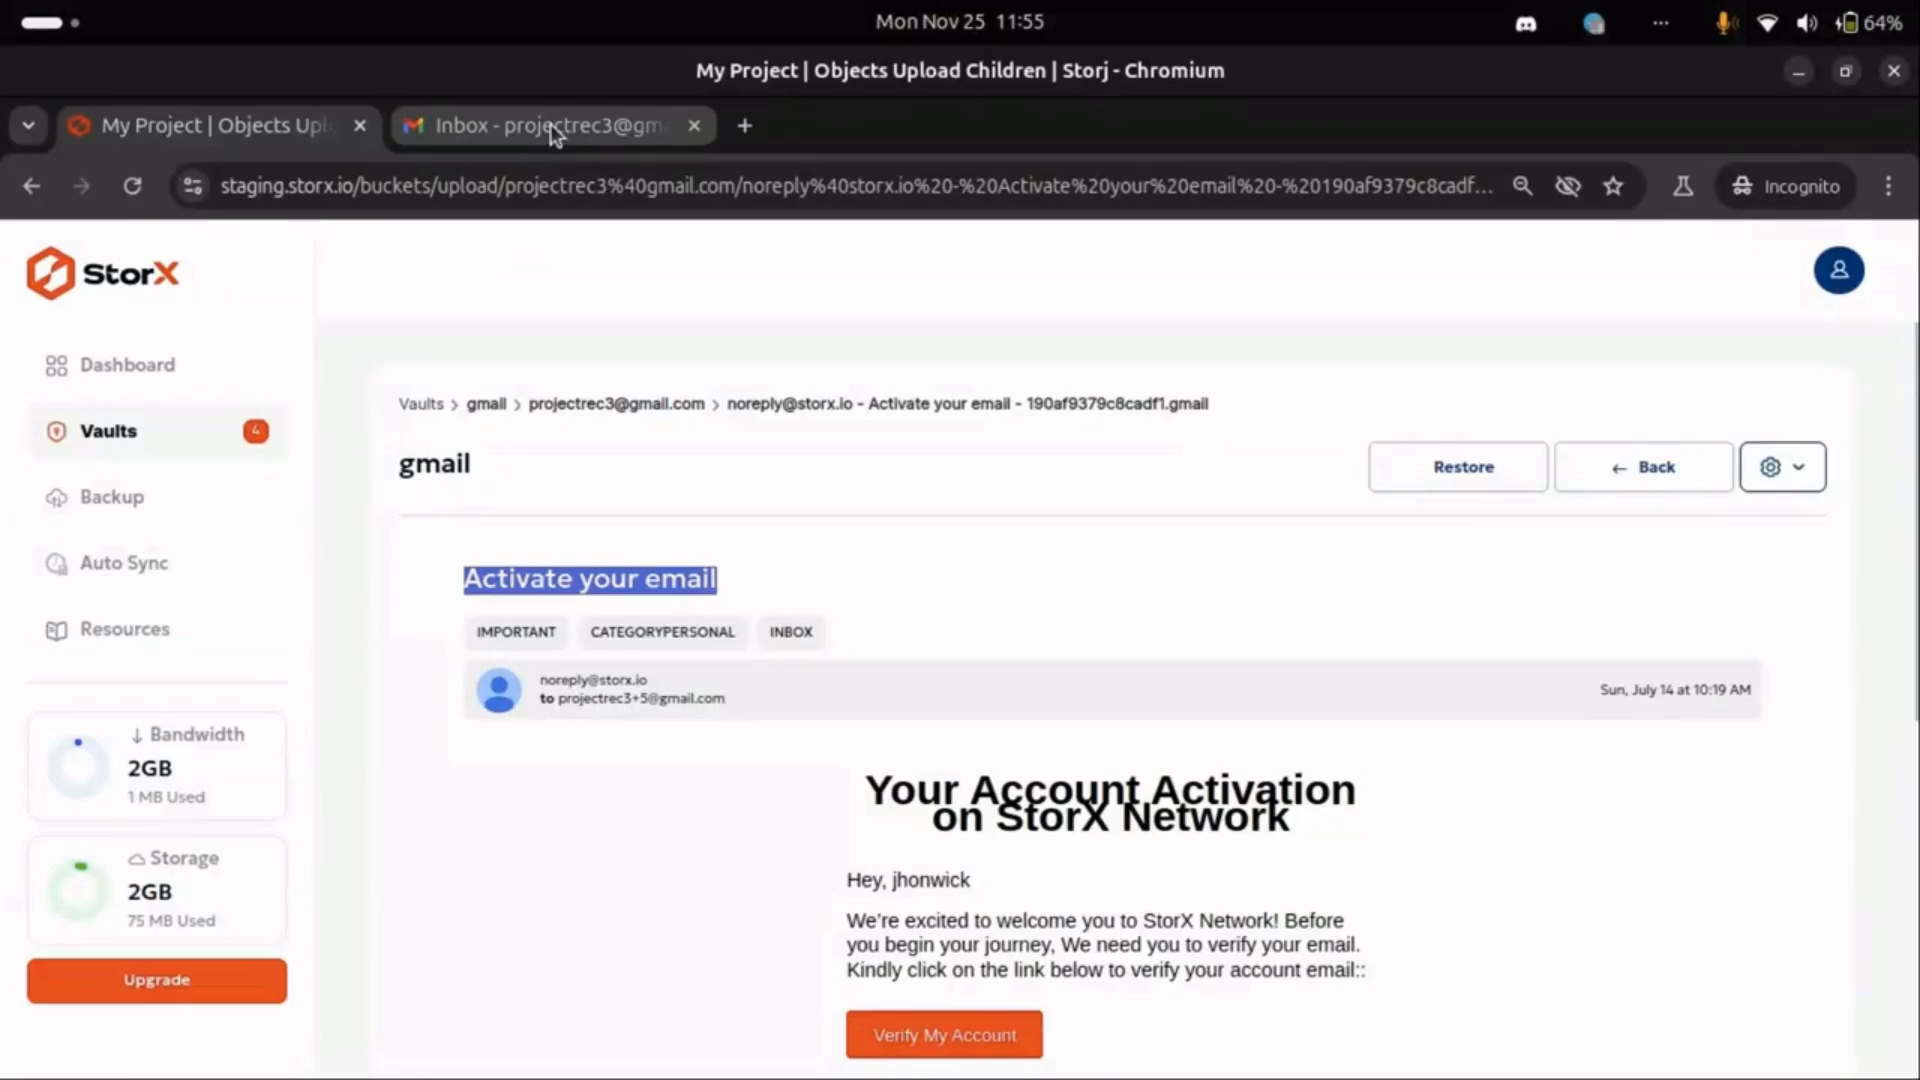 Mon Nov 25 11:55
64%
My Project | Objects Upload Children | Storj - Chromium
My Project | Objects Upl
Inbox - projectrec3@gm
staging.storx.io/buckets/upload/projectrec3%40gmail.com/noreply%40storx.io%20-%20Activate%20your%20email%20-%20190af9379c8cadf...
Incognito
StorX
Dashboard
Vaults
4
Backup
Auto Sync
Resources
↓ Bandwidth
2GB
1 MB Used
Storage
2GB
75 MB Used
Upgrade
Vaults > gmail > projectrec3@gmail.com > noreply@storx.io - Activate your email - 190af9379c8cadf1.gmail
gmail
Restore
← Back
Activate your email
IMPORTANT
CATEGORYPERSONAL
INBOX
noreply@storx.io
to projectrec3+5@gmail.com
Sun, July 14 at 10:19 AM
Your Account Activation
on StorX Network
Hey, jhonwick
We're excited to welcome you to StorX Network! Before
you begin your journey, We need you to verify your email.
Kindly click on the link below to verify your account email::
Verify My Account